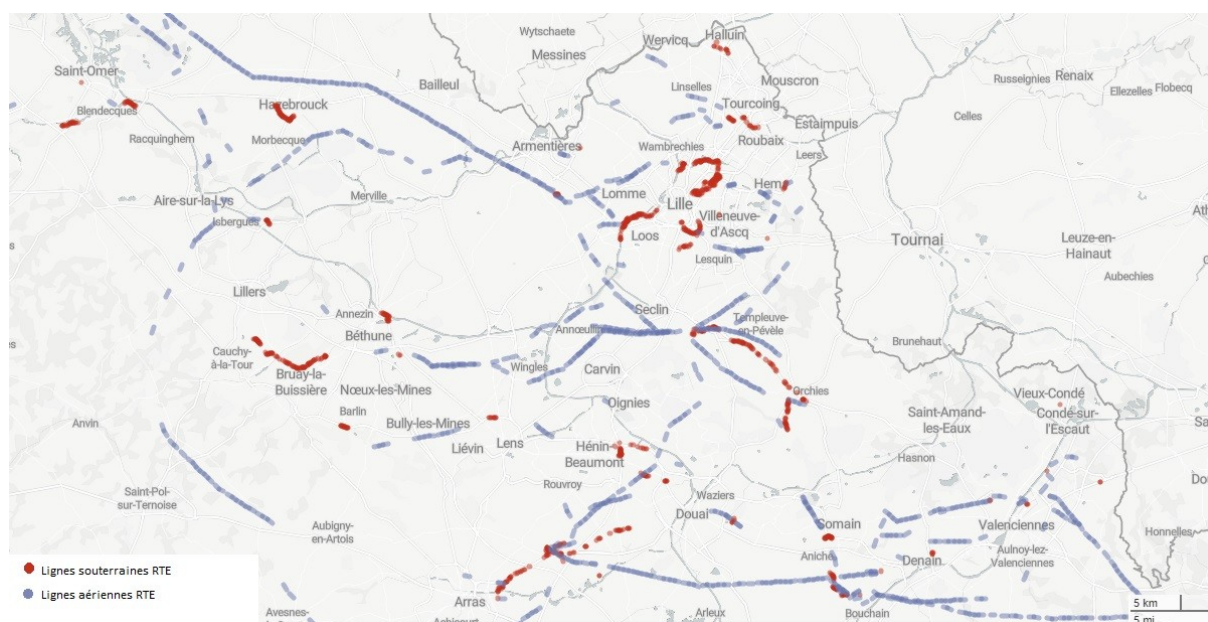 Wytschaete
Messines
Wervicq
Halluin
Saint-Omer
Bailleul
Mouscron
Linselles
Tourcoing
Russeignies
Renaix
Ellezelles
Flobecq
Blendecques
Hazebrouck
Celles
Estaimpuis
Racquinghem
Morbecque
Armentières
Wambrechies
Roubaix
Leers
Aire-sur-la-Lys
Merville
Lomme
Lille
Hem
Isbergues
Loos
Villeneuve-
d'Ascq
Tournai
Leuze-en-
Hainaut
Lesquin
Aubechies
Lillers
Annezin
Seclin
Béthune
Annœullin
Templeuve-
en-Pévèle
Brunehaut
Cauchy-
à-la-Tour
Bruay-la-
Buissière
Wingles
Carvin
Nœux-les-Mines
Oignies
Orchies
Vieux-Condé
Condé-sur-
l'Escaut
Saint-Amand-
les-Eaux
Barlin
Bully-les-Mines
Anvin
Liévin
Lens
Hénin-
Beaumont
Hasnon
Rouvroy
Saint-Pol-
sur-Ternoise
Waziers
Douai
Somain
Valenciennes
Honnelles
Aubigny-
en-Artois
Aniche
Denain
Aulnoy-lez-
Valenciennes
Lignes souterraines RTE
Lignes aériennes RTE
Arras
Arleux
Bouchain
Avesnes-
5 km
5 mi